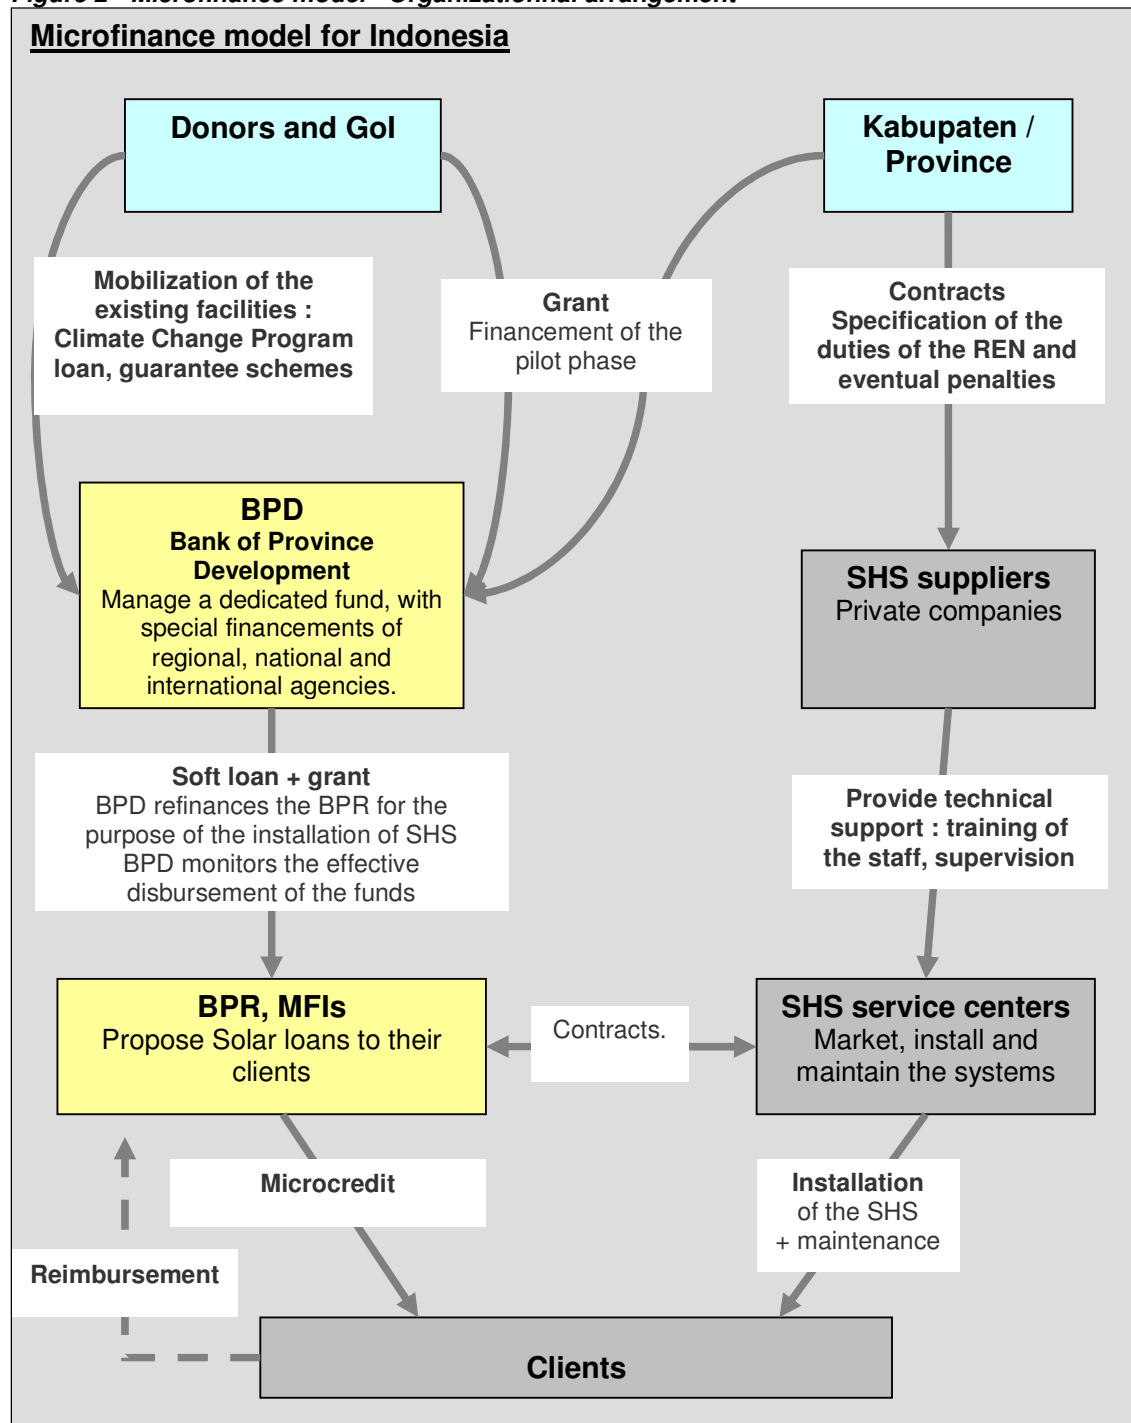 Figure 2 - Microfinance model - Organizationnal arrangement
Microfinance model for Indonesia
Donors and GoI
Kabupaten /
Province
Mobilization of the
existing facilities :
Climate Change Program
loan, guarantee schemes
Grant
Financement of the
pilot phase
Contracts
Specification of the
duties of the REN and
eventual penalties
BPD
Bank of Province
Development
Manage a dedicated fund, with
special financements of
regional, national and
international agencies.
SHS suppliers
Private companies
Soft loan + grant
BPD refinances the BPR for the
purpose of the installation of SHS
BPD monitors the effective
disbursement of the funds
Provide technical
support : training of
the staff, supervision
BPR, MFIs
Propose Solar loans to their
clients
Contracts.
SHS service centers
Market, install and
maintain the systems
Microcredit
Installation
of the SHS
+ maintenance
Reimbursement
Clients